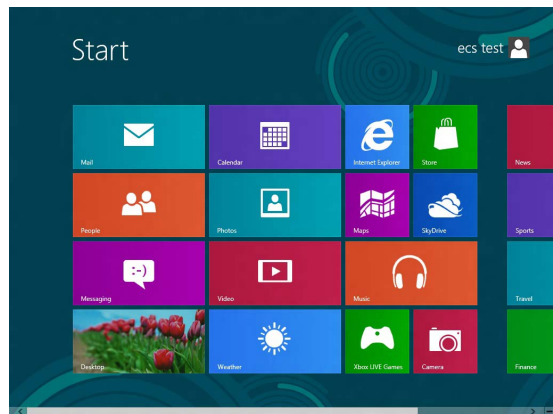 Start
ecs test
Mail
Calendar
Internet Explorer
Store
News
People
Photos
Maps
SkyDrive
Sports
:-)
Messaging
Video
Music
Travel
Desktop
Weather
Xbox LIVE Games
Camera
Finance